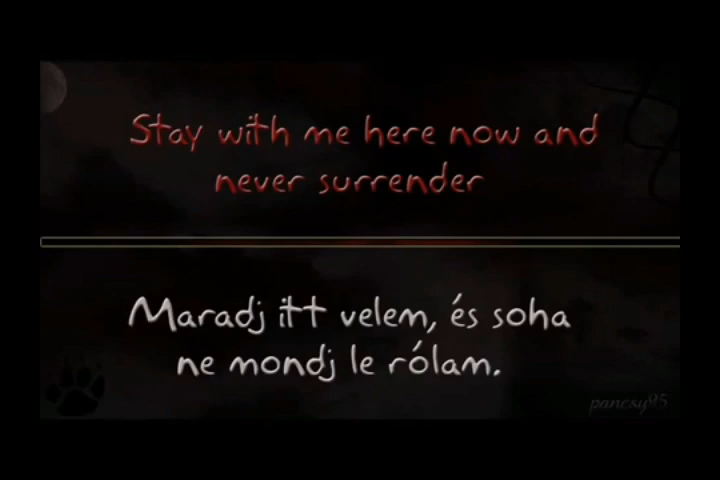 Stay with me here now and
never surrender
Maradj itt velem, és soha
ne mondj le rólam.
pancsy95